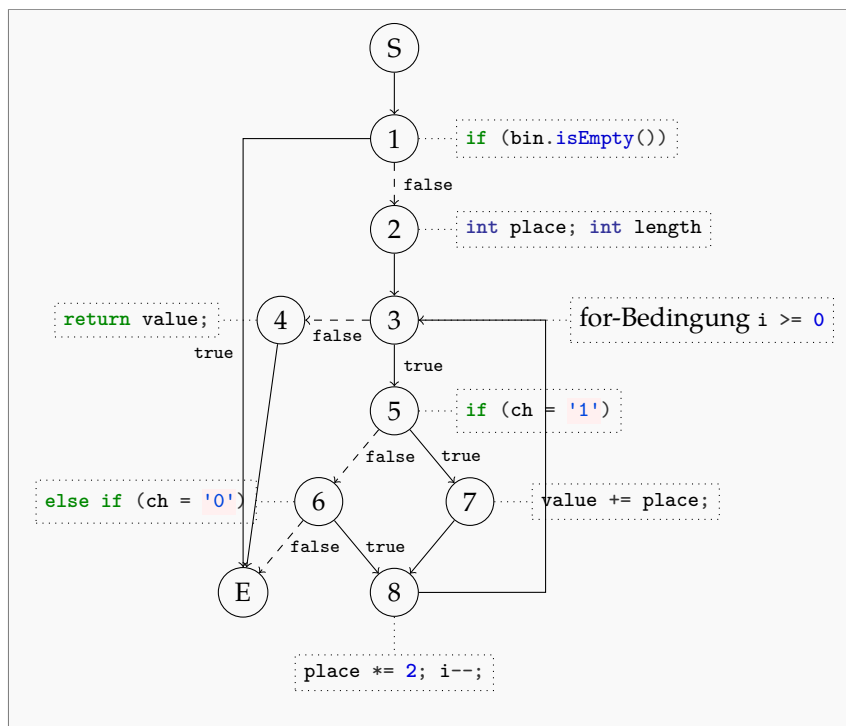 S
1
if (bin.isEmpty())
false
2
int place; int length
return value;
4
false
3
for-Bedingung i >= 0
true
true
5
if (ch = '1')
false
true
else if (ch = '0')
6
7
value += place;
false
true
E
8
place *= 2; i--;